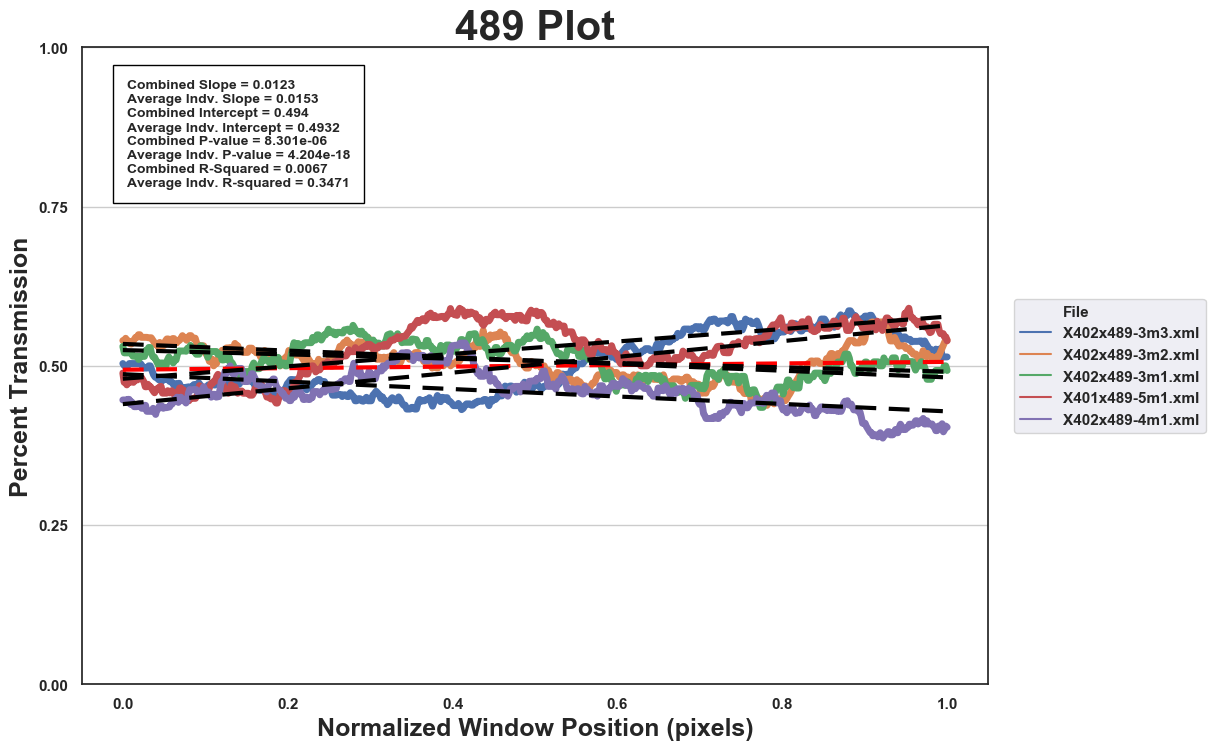 489 Plot
Combined Slope = 0.0123
Average Indv. Slope = 0.0153
Combined Intercept = 0.494
Average Indv. Intercept = 0.4932
Combined P-value = 8.301e-06
Average Indv. P-value = 4.204e-18
Combined R-Squared = 0.0067
Average Indv. R-squared = 0.3471
1.00
0.75
0.50
0.25
0.00
Percent Transmission
0.0 0.2 0.4 0.6 0.8 1.0
Normalized Window Position (pixels)
File
X402x489-3m3.xml
X402x489-3m2.xml
X402x489-3m1.xml
X401x489-5m1.xml
X402x489-4m1.xml